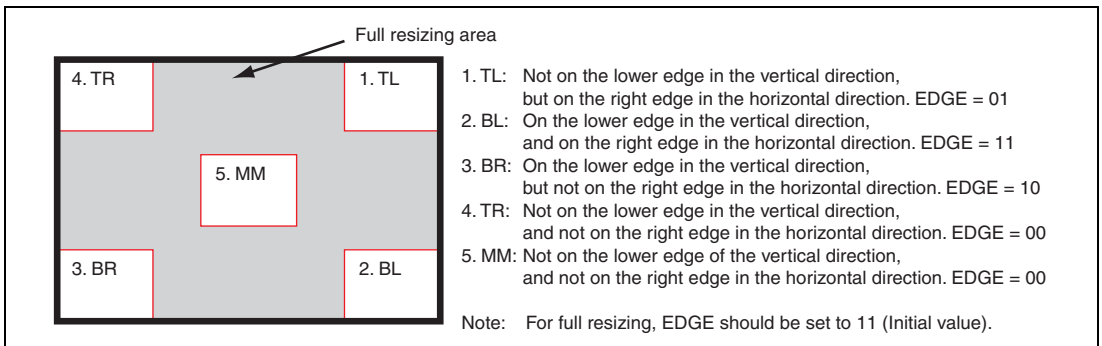 Full resizing area
4. TR
1. TL
5. MM
3. BR
2. BL
1. TL: Not on the lower edge in the vertical direction,
but on the right edge in the horizontal direction. EDGE = 01
2. BL: On the lower edge in the vertical direction,
and on the right edge in the horizontal direction. EDGE = 11
3. BR: On the lower edge in the vertical direction,
but not on the right edge in the horizontal direction. EDGE = 10
4. TR: Not on the lower edge in the vertical direction,
and not on the right edge in the horizontal direction. EDGE = 00
5. MM: Not on the lower edge of the vertical direction,
and not on the right edge in the horizontal direction. EDGE = 00
Note: For full resizing, EDGE should be set to 11 (Initial value).